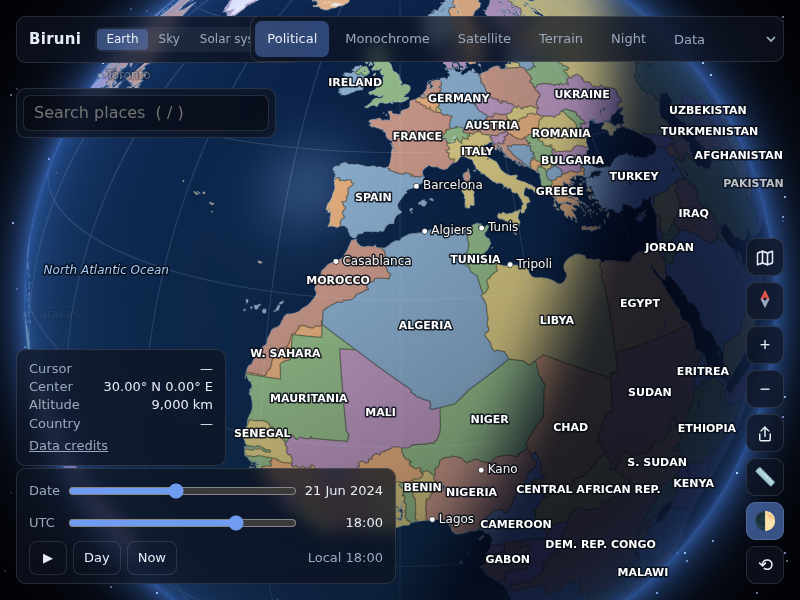 Biruni
Earth
Sky
Solar sys
Political
Monochrome
Satellite
Terrain
Night
Data
Toronto
Search places ( / )
IRELAND
GERMANY
UKRAINE
UZBEKISTAN
FRANCE
AUSTRIA
ROMANIA
TURKMENISTAN
ITALY
BULGARIA
AFGHANISTAN
SPAIN
Barcelona
GREECE
TURKEY
PAKISTAN
IRAQ
Algiers
Tunis
JORDAN
North Atlantic Ocean
Casablanca
TUNISIA
Tripoli
MOROCCO
EGYPT
Caracas
ALGERIA
LIBYA
W. SAHARA
ERITREA
MAURITANIA
MALI
NIGER
SUDAN
SENEGAL
CHAD
ETHIOPIA
Cursor —
Center 30.00° N 0.00° E
Altitude 9,000 km
Country —
Data credits
Kano
S. SUDAN
BENIN
NIGERIA
CENTRAL AFRICAN REP.
KENYA
Lagos
CAMEROON
DEM. REP. CONGO
GABON
MALAWI
Date 21 Jun 2024
UTC 18:00
Day
Now
Local 18:00